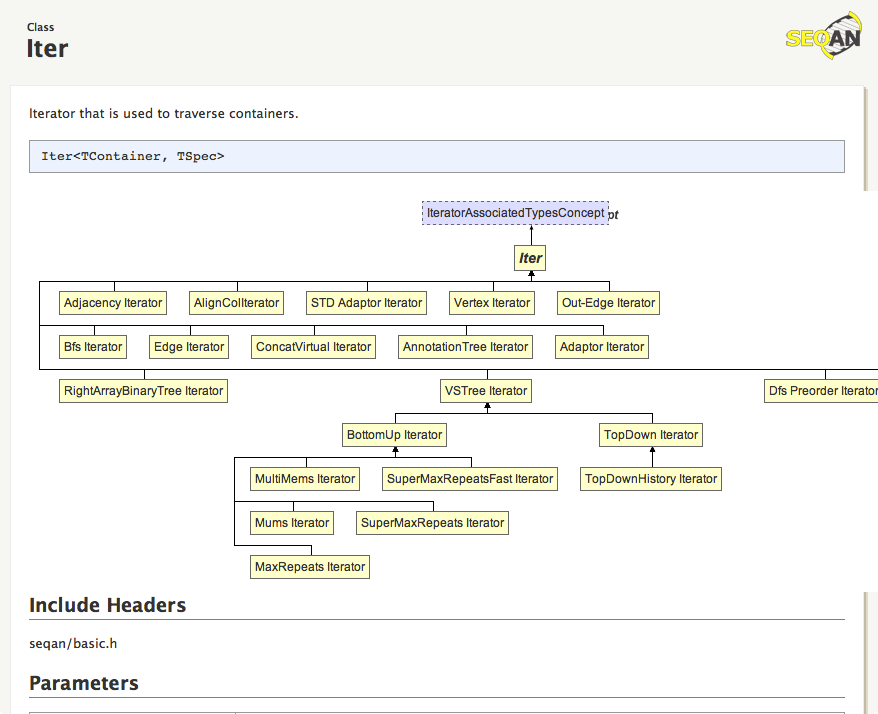 Class
Iter
SEQAN
Iterator that is used to traverse containers.
Iter<TContainer, TSpec>
IteratorAssociatedTypesConcept pt
Iter
Adjacency Iterator AlignColIterator STD Adaptor Iterator Vertex Iterator Out-Edge Iterator
Bfs Iterator Edge Iterator ConcatVirtual Iterator AnnotationTree Iterator Adaptor Iterator
RightArrayBinaryTree Iterator VSTree Iterator Dfs Preorder Iterator
BottomUp Iterator TopDown Iterator
MultiMems Iterator SuperMaxRepeatsFast Iterator TopDownHistory Iterator
Mums Iterator SuperMaxRepeats Iterator
MaxRepeats Iterator
Include Headers
seqan/basic.h
Parameters